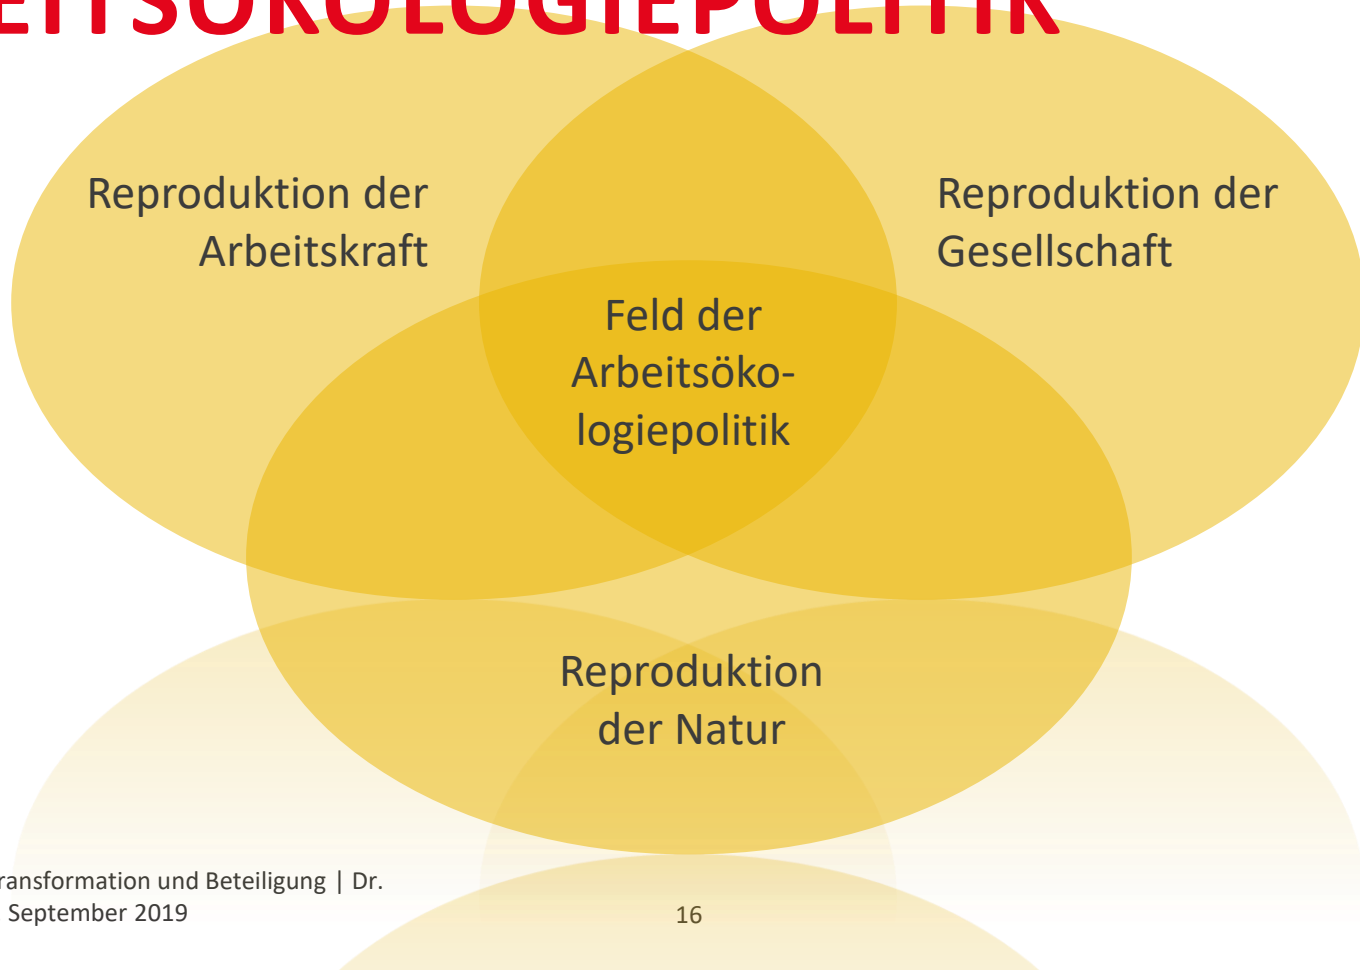 EITSÖKOLOGIEPOLITIK
Reproduktion der
Arbeitskraft
Reproduktion der
Gesellschaft
Feld der
Arbeitsöko-
logiepolitik
Reproduktion
der Natur
ransformation und Beteiligung | Dr.
September 2019
16